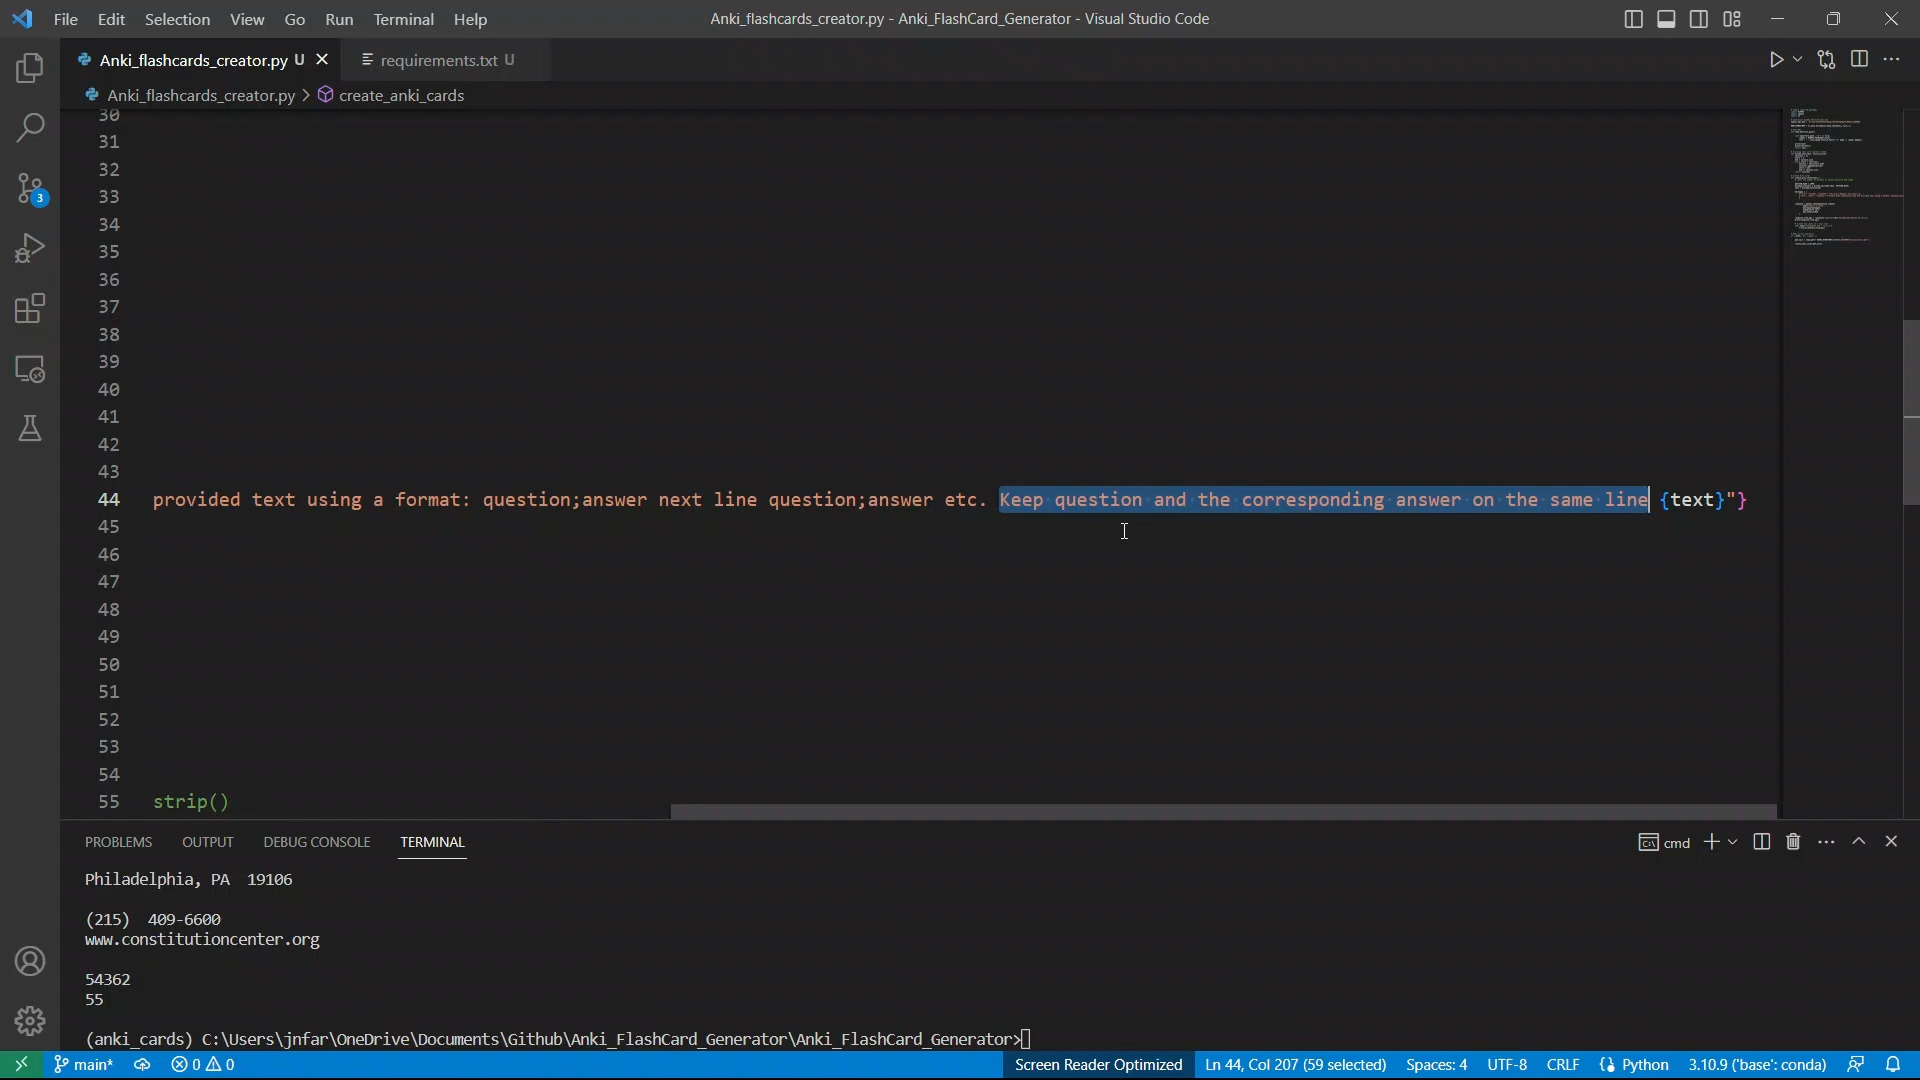 File Edit Selection View Go Run Terminal Help
Anki_flashcards_creator.py - Anki_FlashCard_Generator - Visual Studio Code
Anki_flashcards_creator.py U
requirements.txt U
Anki_flashcards_creator.py > create_anki_cards
30
31
32
33
34
35
36
37
38
39
40
41
42
43
44 provided text using a format: question;answer next line question;answer etc. Keep question and the corresponding answer on the same line {text}"}
45
46
47
48
49
50
51
52
53
54
55 strip()
3
PROBLEMS OUTPUT DEBUG CONSOLE TERMINAL
cmd
Philadelphia, PA 19106
(215) 409-6600
www.constitutioncenter.org
54362
55
(anki_cards) C:\Users\jnfar\OneDrive\Documents\Github\Anki_FlashCard_Generator\Anki_FlashCard_Generator>
main* 0 0 Screen Reader Optimized Ln 44, Col 207 (59 selected) Spaces: 4 UTF-8 CRLF Python 3.10.9 ('base': conda)